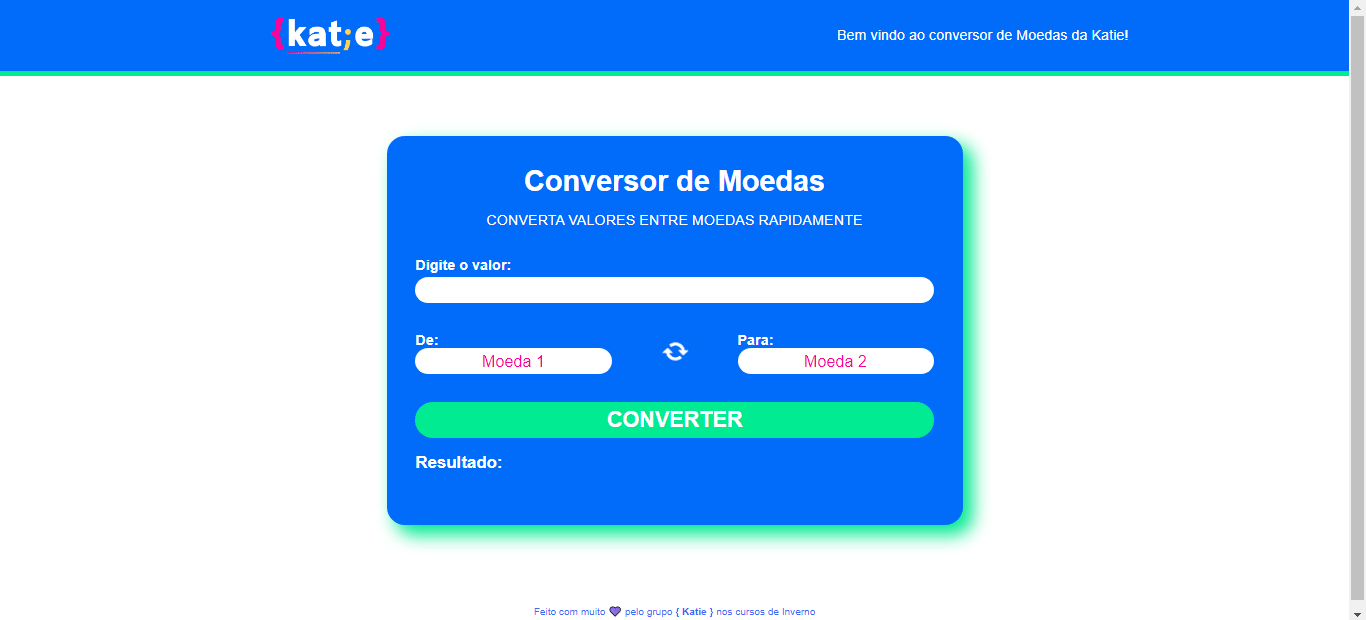 {kat;e}
Bem vindo ao conversor de Moedas da Katie!
Conversor de Moedas
CONVERTA VALORES ENTRE MOEDAS RAPIDAMENTE
Digite o valor:
De:
Para:
Moeda 1
Moeda 2
CONVERTER
Resultado:
Feito com muito 💜 pelo grupo { Katie } nos cursos de Inverno